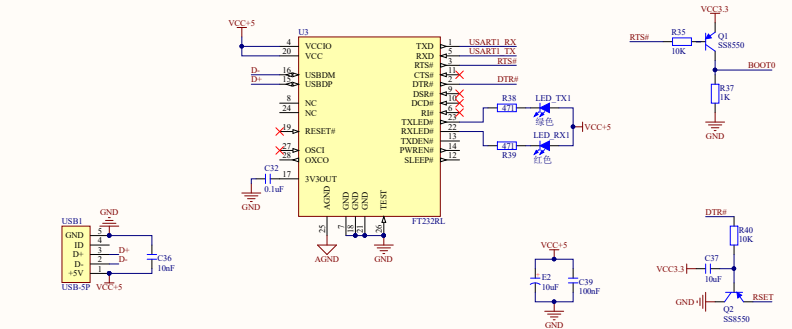 VCC+5
U3
4 VCCIO TXD 1 USART1_RX
20 VCC RXD 5 USART1_TX
RTS# 3 RTS#
D- 16 USBDM CTS# 11
D+ 15 USBDP DTR# 2 DTR#
DSR# 9
8 NC DCD# 10
24 NC RI# 6
TXLED# 23
19 RESET# RXLED# 22
TXDEN# 13
27 OSCI PWREN# 14
28 OXCO SLEEP# 12
17 3V3OUT
C32
0.1uF
GND
AGND GND GND GND TEST
25 7 18 21 26
FT232RL
AGND
GND
R38
471
LED_TX1
绿色
VCC+5
LED_RX1
471
R39
红色
VCC3.3
RTS#
R35
10K
Q1
SS8550
BOOT0
R37
1K
GND
USB1
GND
GND 5
ID 4
D+ 3 D+
D- 2 D-
+5V 1
USB-5P
VCC+5
C36
10nF
VCC+5
E2
10uF
C39
100nF
GND
DTR#
R40
10K
VCC3.3
C37
10uF
GND
RSET
Q2
SS8550